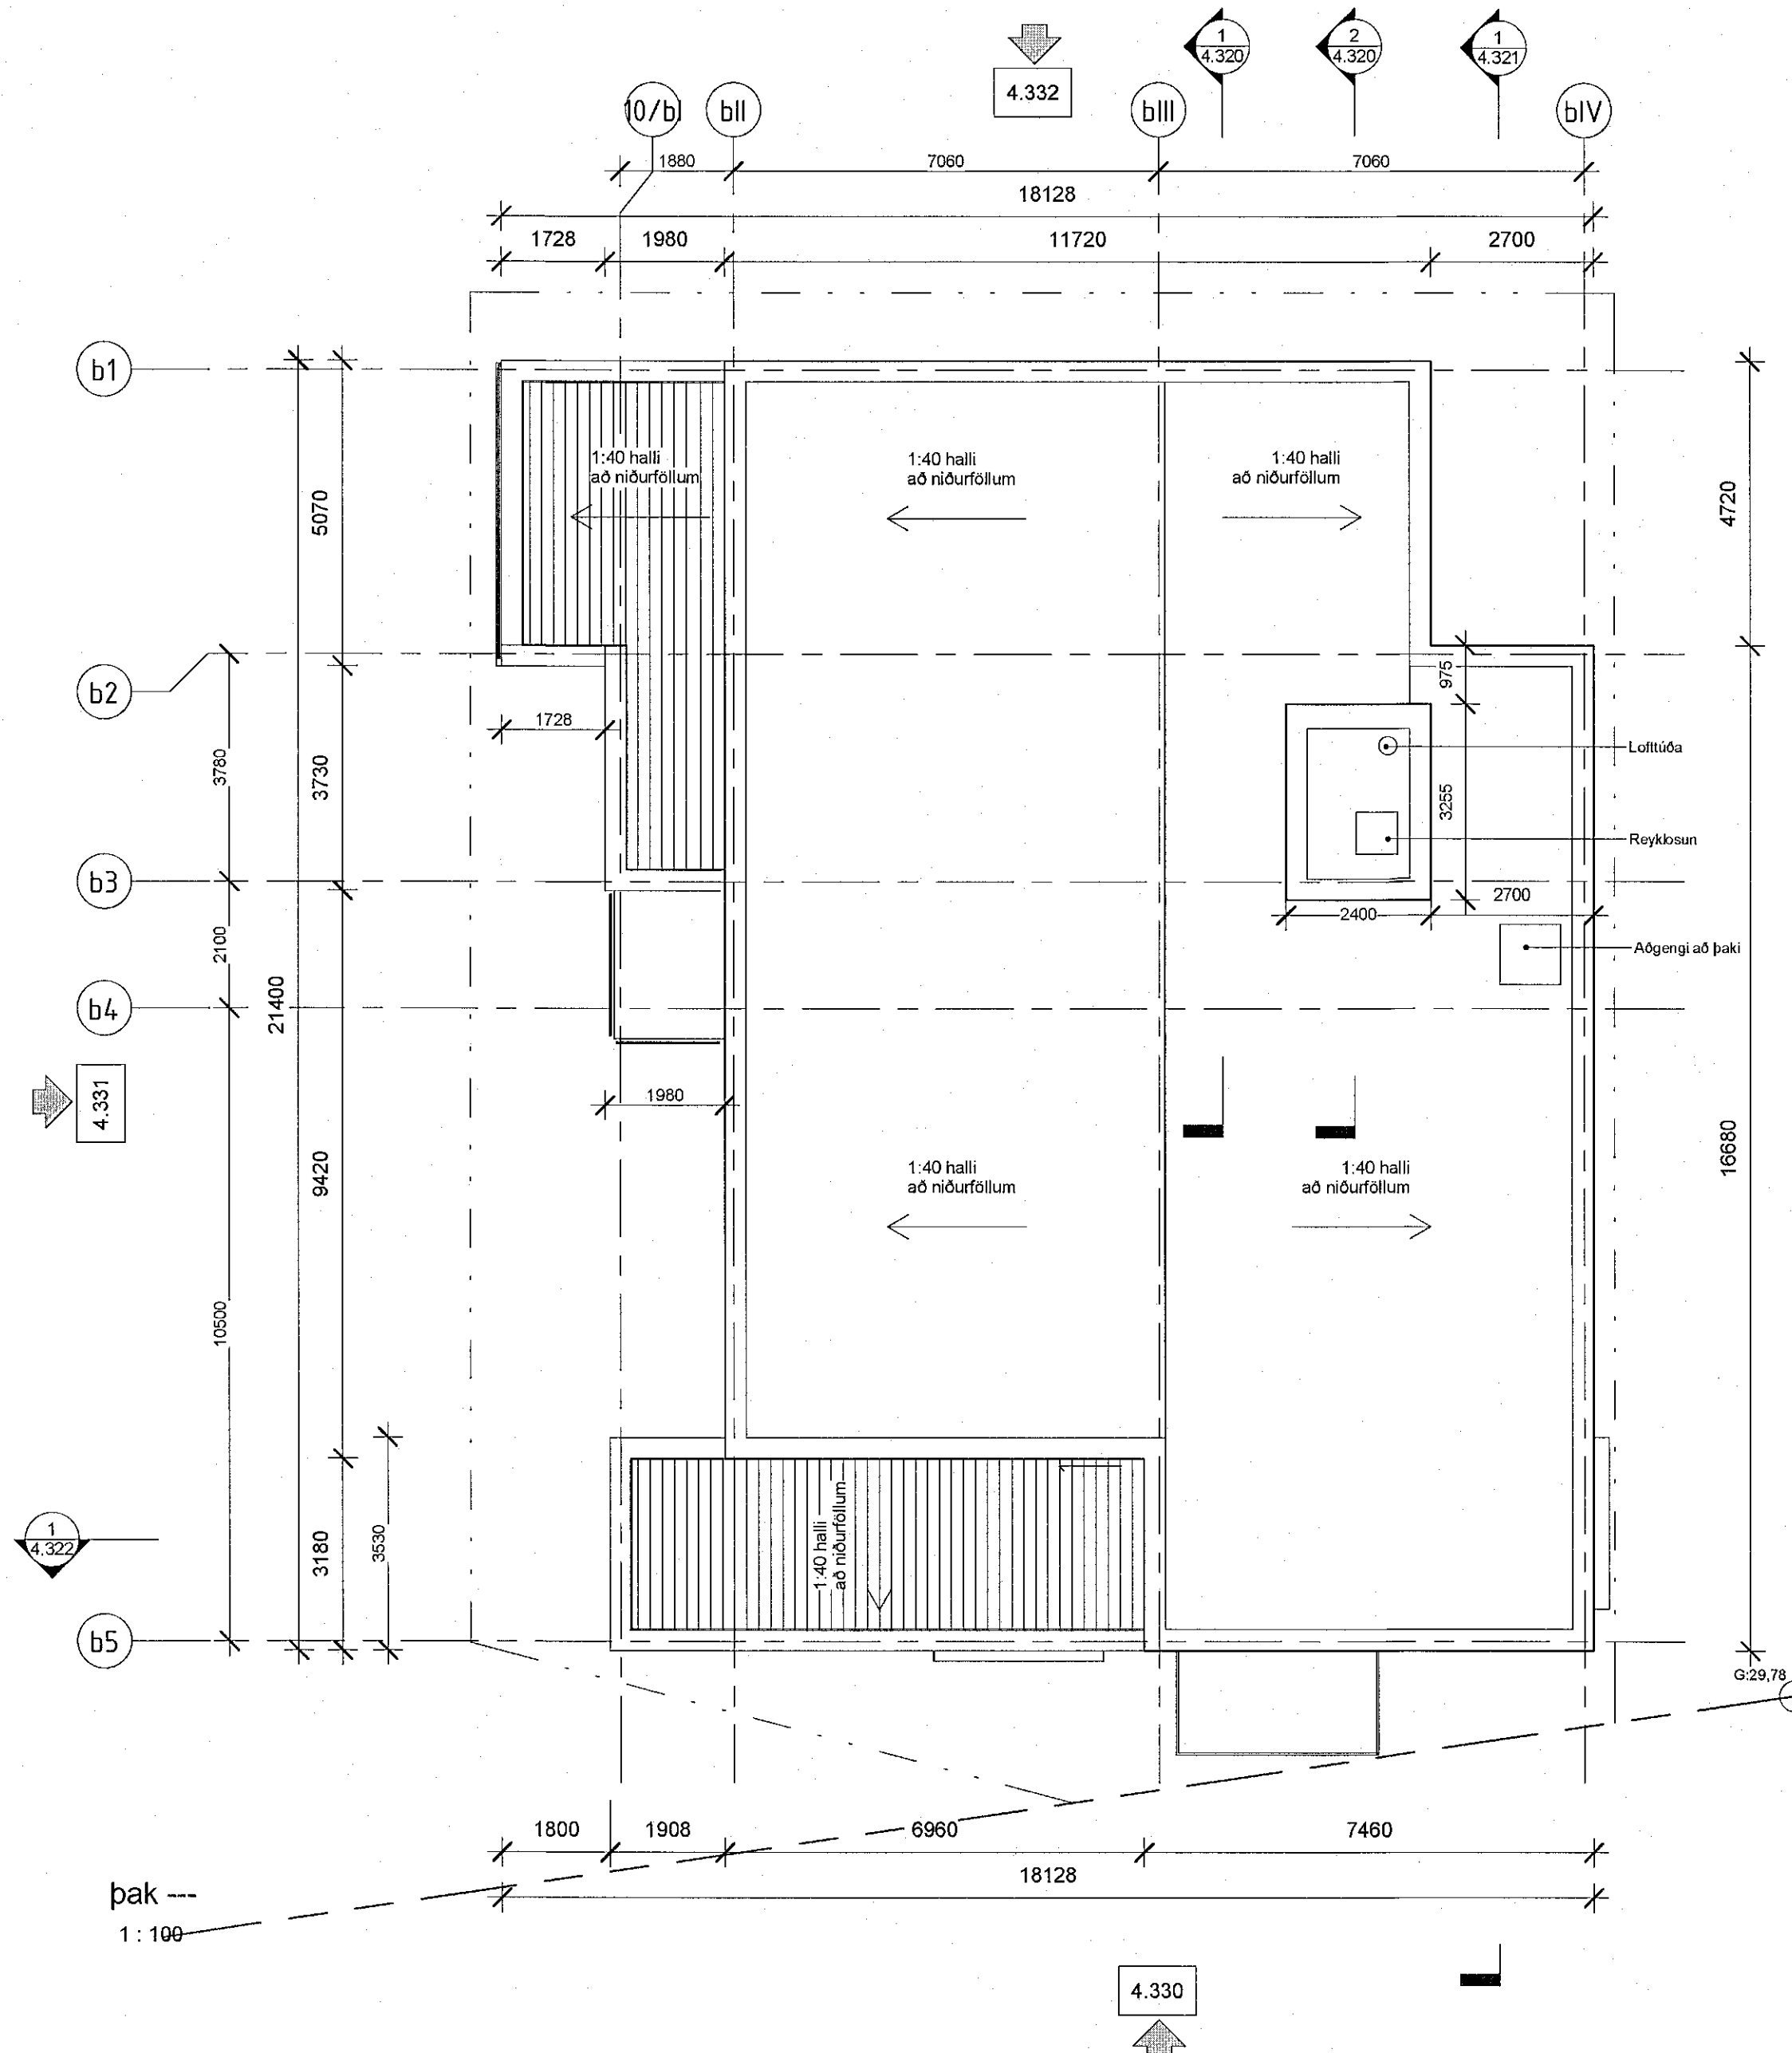 1
4.320
2
4.320
1
4.321
4.332
10/bI
bII
bIII
bIV
1880
7060
7060
18128
1728
1980
11720
2700
b1
1:40 halli
að niðurföllum
1:40 halli
að niðurföllum
1:40 halli
að niðurföllum
5070
4720
b2
975
1728
3780
3730
Lofttúða
3255
Reyklosun
b3
2700
2400
2100
Aðgengi að þaki
21400
b4
4.331
1980
9420
16680
1:40 halli
að niðurföllum
1:40 halli
að niðurföllum
10500
1:40 halli
að niðurföllum
1
4.322
3180
3530
b5
G:29,78
1800
1908
6960
7460
18128
þak ---
1 : 100
4.330